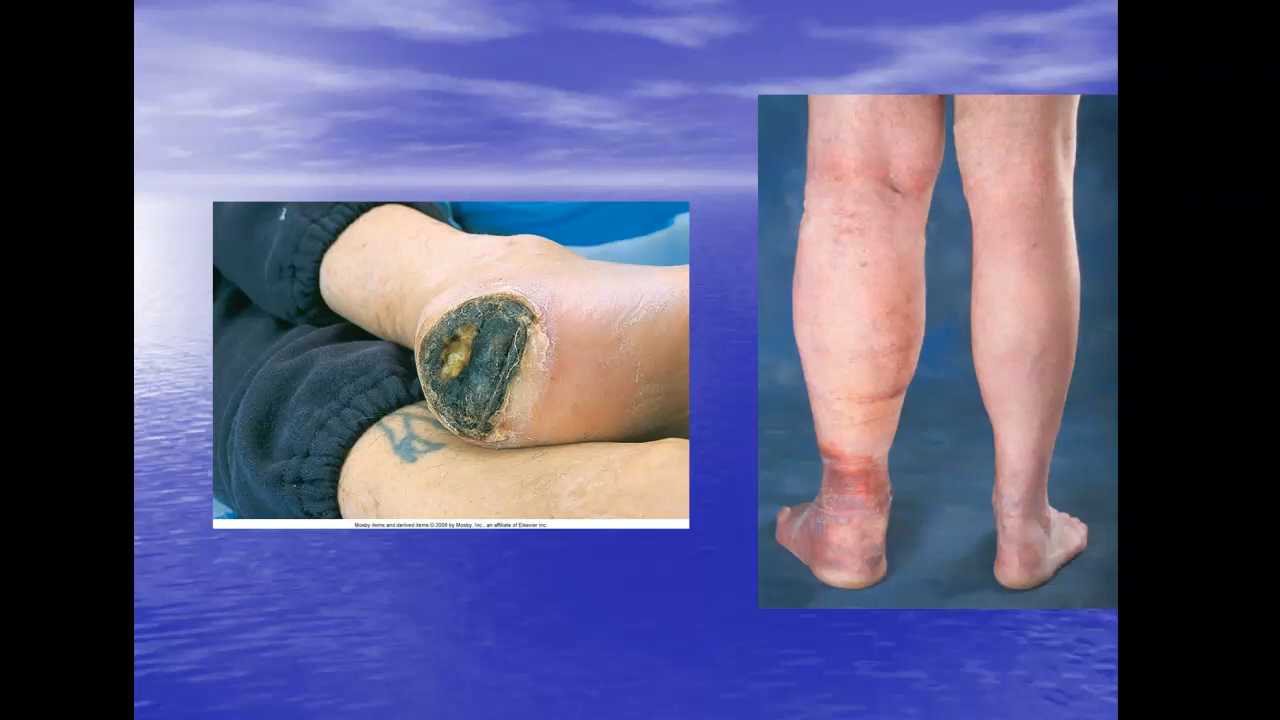 Mosby items and derived items © 2008 by Mosby, Inc., an affiliate of Elsevier Inc.